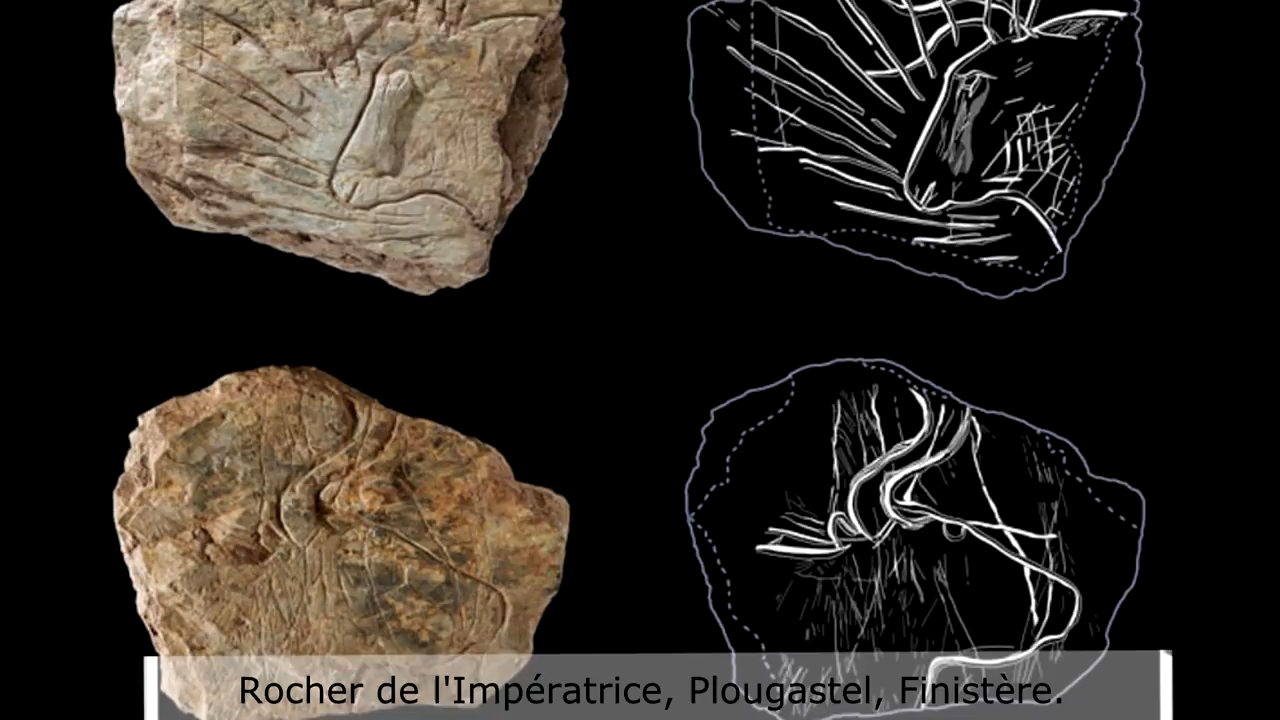 Rocher de l'Impératrice, Plougastel, Finistère.